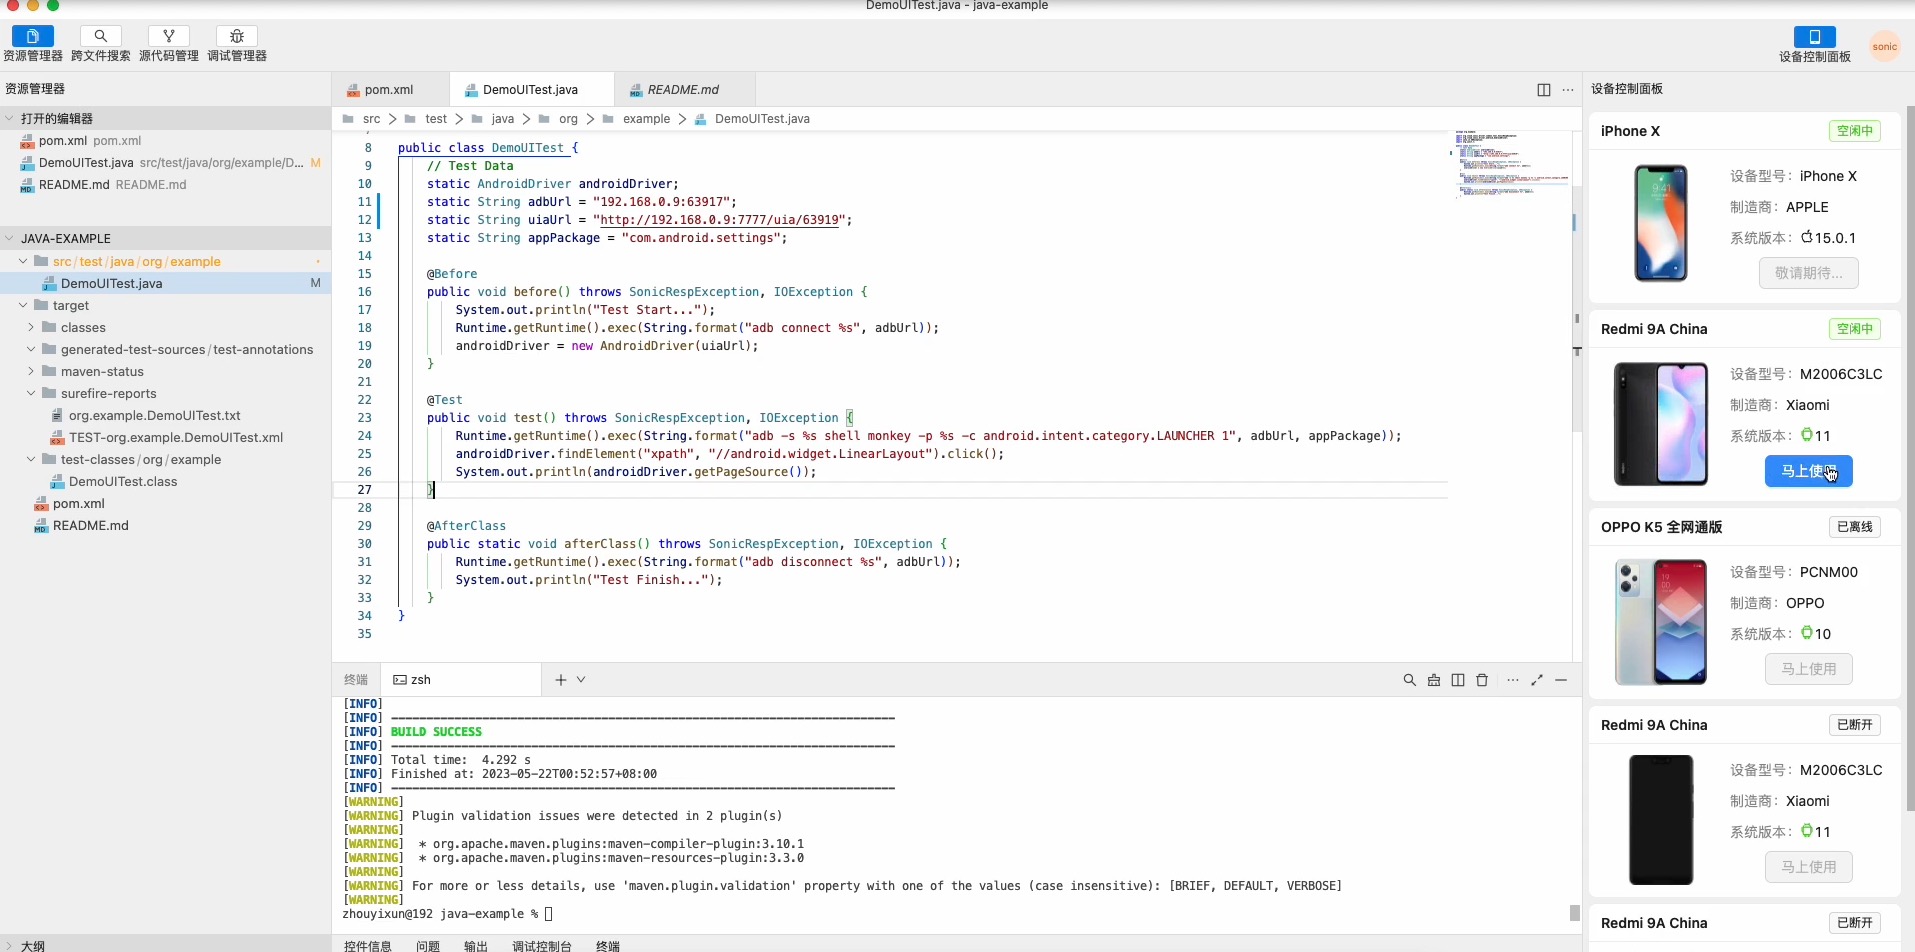 DemoUITest.java - java-example
资源管理器
跨文件搜索
源代码管理
调试管理器
设备控制面板
sonic
资源管理器
打开的编辑器
pom.xml pom.xml
DemoUITest.java src/test/java/org/example/D... M
README.md README.md
JAVA-EXAMPLE
src/test/java/org/example
DemoUITest.java M
target
classes
generated-test-sources/test-annotations
maven-status
surefire-reports
org.example.DemoUITest.txt
TEST-org.example.DemoUITest.xml
test-classes/org/example
DemoUITest.class
pom.xml
README.md
大纲
pom.xml
DemoUITest.java
README.md
src > test > java > org > example > DemoUITest.java
8 public class DemoUITest {
9 // Test Data
10 static AndroidDriver androidDriver;
11 static String adbUrl = "192.168.0.9:63917";
12 static String uiaUrl = "http://192.168.0.9:7777/uia/63919";
13 static String appPackage = "com.android.settings";
14
15 @Before
16 public void before() throws SonicRespException, IOException {
17 System.out.println("Test Start...");
18 Runtime.getRuntime().exec(String.format("adb connect %s", adbUrl));
19 androidDriver = new AndroidDriver(uiaUrl);
20 }
21
22 @Test
23 public void test() throws SonicRespException, IOException {
24 Runtime.getRuntime().exec(String.format("adb -s %s shell monkey -p %s -c android.intent.category.LAUNCHER 1", adbUrl, appPackage));
25 androidDriver.findElement("xpath", "//android.widget.LinearLayout").click();
26 System.out.println(androidDriver.getPageSource());
27 }
28
29 @AfterClass
30 public static void afterClass() throws SonicRespException, IOException {
31 Runtime.getRuntime().exec(String.format("adb disconnect %s", adbUrl));
32 System.out.println("Test Finish...");
33 }
34 }
35
终端
zsh
[INFO]
[INFO] ------------------------------------------------------------------------
[INFO] BUILD SUCCESS
[INFO] ------------------------------------------------------------------------
[INFO] Total time:  4.292 s
[INFO] Finished at: 2023-05-22T00:52:57+08:00
[INFO] ------------------------------------------------------------------------
[WARNING]
[WARNING] Plugin validation issues were detected in 2 plugin(s)
[WARNING]
[WARNING]  * org.apache.maven.plugins:maven-compiler-plugin:3.10.1
[WARNING]  * org.apache.maven.plugins:maven-resources-plugin:3.3.0
[WARNING]
[WARNING] For more or less details, use 'maven.plugin.validation' property with one of the values (case insensitive): [BRIEF, DEFAULT, VERBOSE]
[WARNING]
zhouyixun@192 java-example %
控件信息 问题 输出 调试控制台 终端
设备控制面板
iPhone X 空闲中
9:41
设备型号：iPhone X
制造商：APPLE
系统版本：15.0.1
敬请期待...
Redmi 9A China 空闲中
设备型号：M2006C3LC
制造商：Xiaomi
系统版本：11
马上使用
OPPO K5 全网通版 已离线
设备型号：PCNM00
制造商：OPPO
系统版本：10
马上使用
Redmi 9A China 已断开
设备型号：M2006C3LC
制造商：Xiaomi
系统版本：11
马上使用
Redmi 9A China 已断开